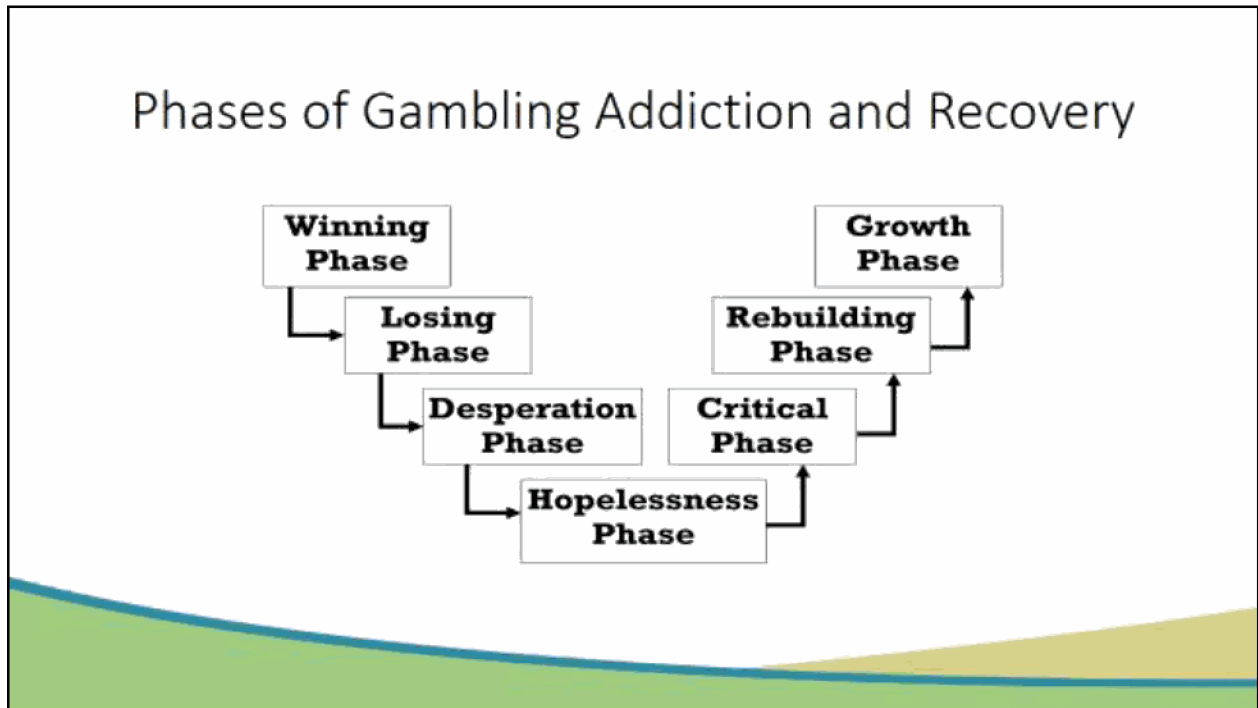 Phases of Gambling Addiction and Recovery
Winning
Phase
Losing
Phase
Desperation
Phase
Hopelessness
Phase
Critical
Phase
Rebuilding
Phase
Growth
Phase